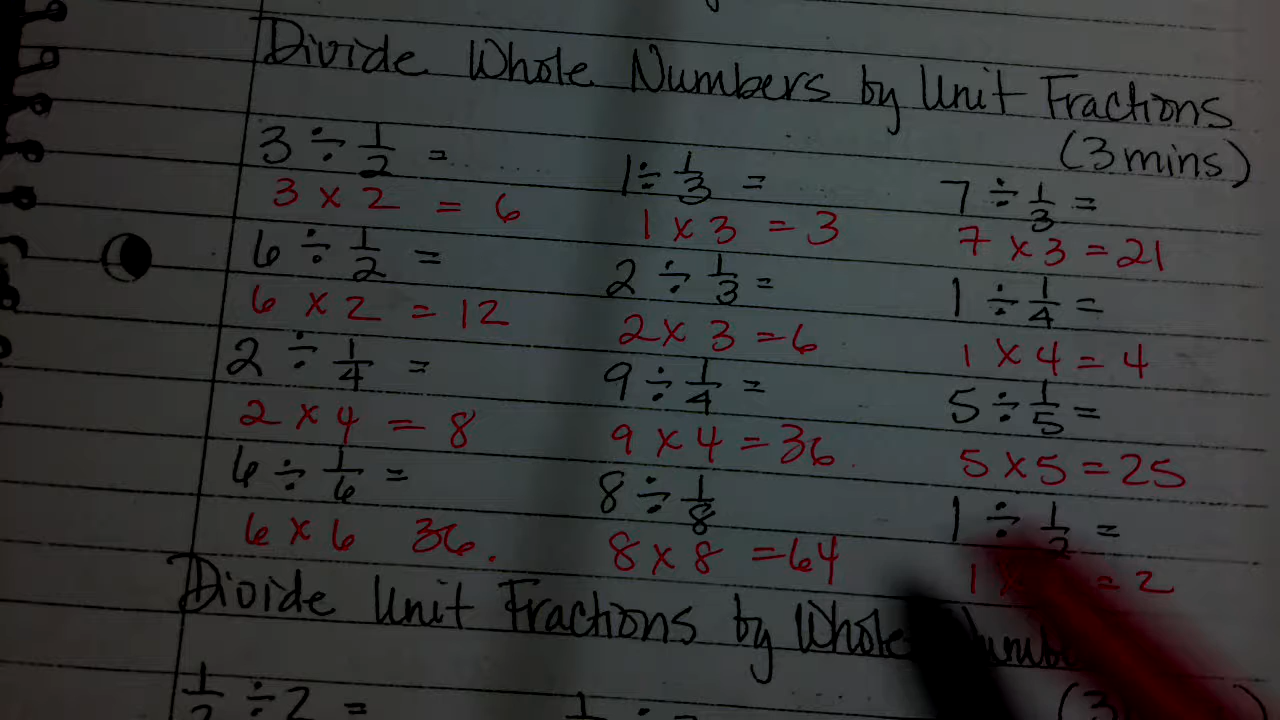 Divide Whole Numbers by Unit Fractions
(3 mins)
3 ÷ 1/2 =
3 x 2 = 6
6 ÷ 1/2 =
6 x 2 = 12
2 ÷ 1/4 =
2 x 4 = 8
6 ÷ 1/6 =
6 x 6 36.
1 ÷ 1/3 =
1 x 3 = 3
2 ÷ 1/3 =
2 x 3 = 6
9 ÷ 1/4 =
9 x 4 = 36.
8 ÷ 1/8
8 x 8 = 64
7 ÷ 1/3 =
7 x 3 = 21
1 ÷ 1/4 =
1 x 4 = 4
5 ÷ 1/5 =
5 x 5 = 25
1 ÷ 1/2 =
1 x = 2
Divide Unit Fractions by Whole
÷ 2 =